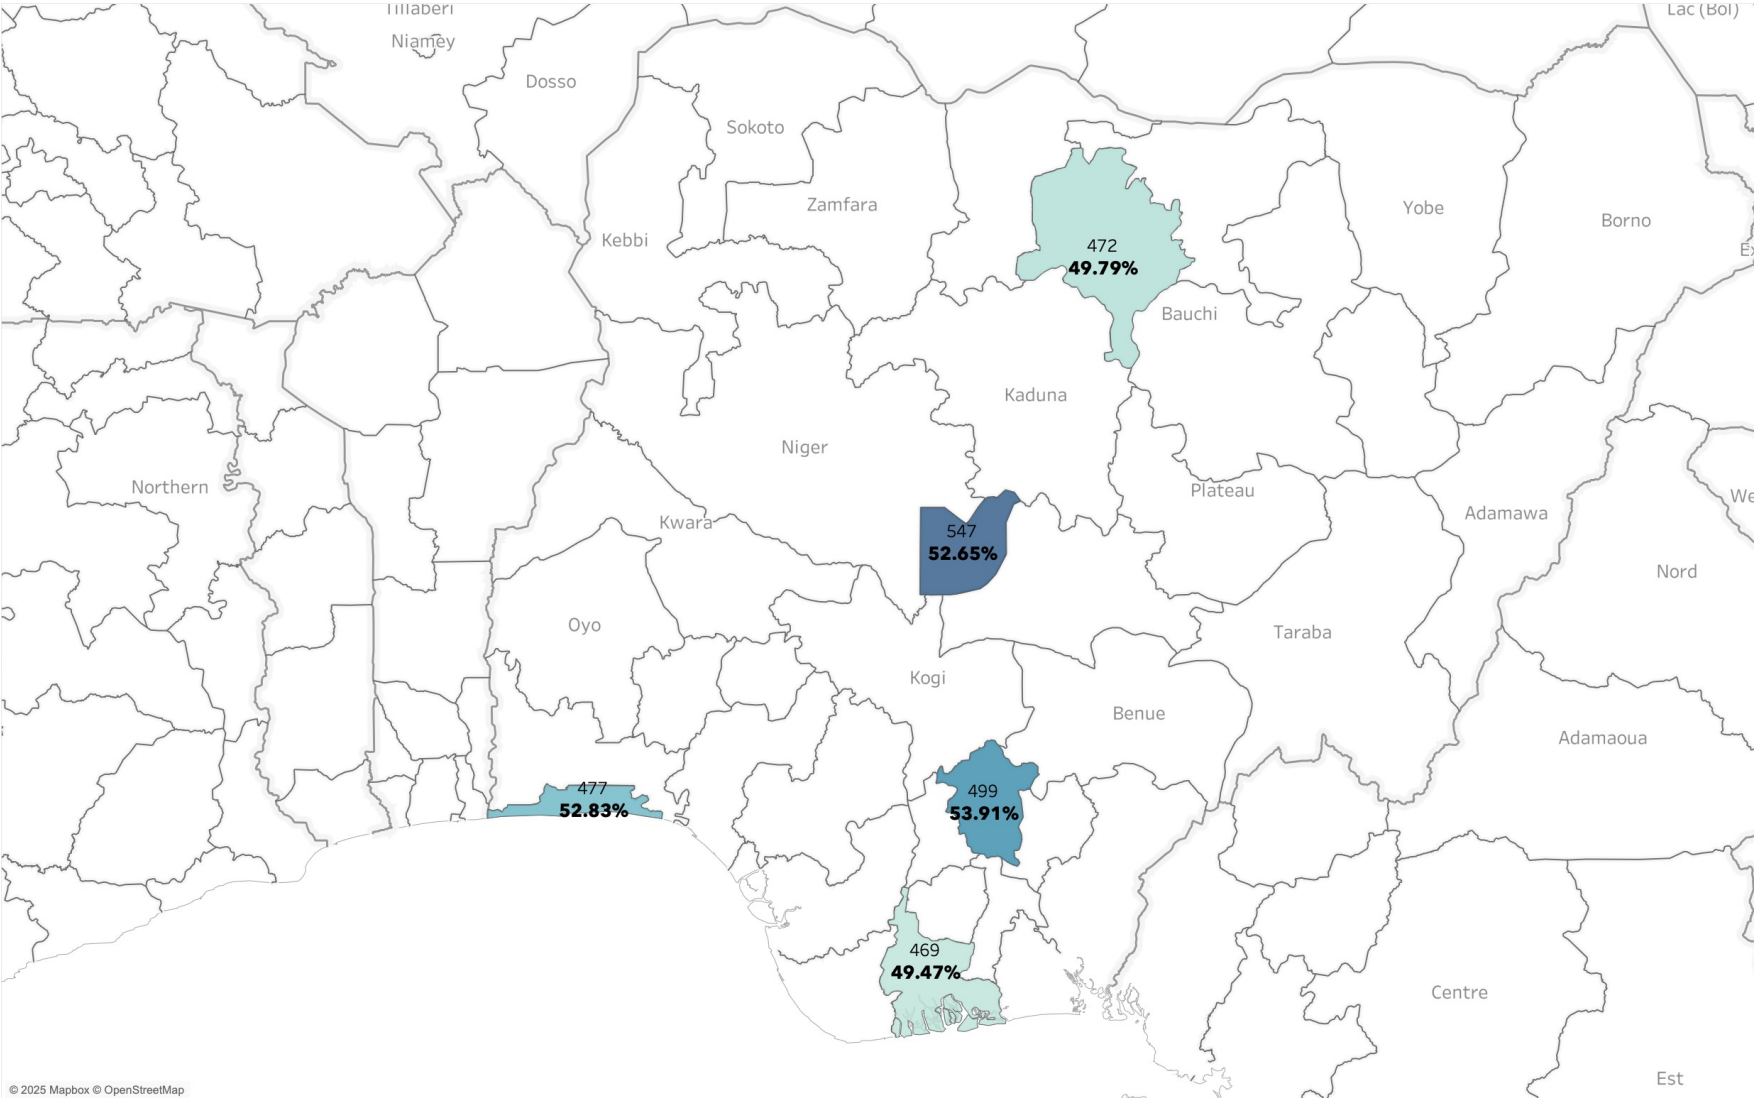 Tillaberi
Lac (Bol)
Niamey
Dosso
Sokoto
Zamfara
Yobe
Borno
Kebbi
472
49.79%
Bauchi
Kaduna
Niger
Northern
Plateau
Kwara
Adamawa
547
52.65%
Nord
Oyo
Taraba
Kogi
Benue
Adamaoua
477
52.83%
499
53.91%
469
49.47%
Centre
Est
© 2025 Mapbox © OpenStreetMap